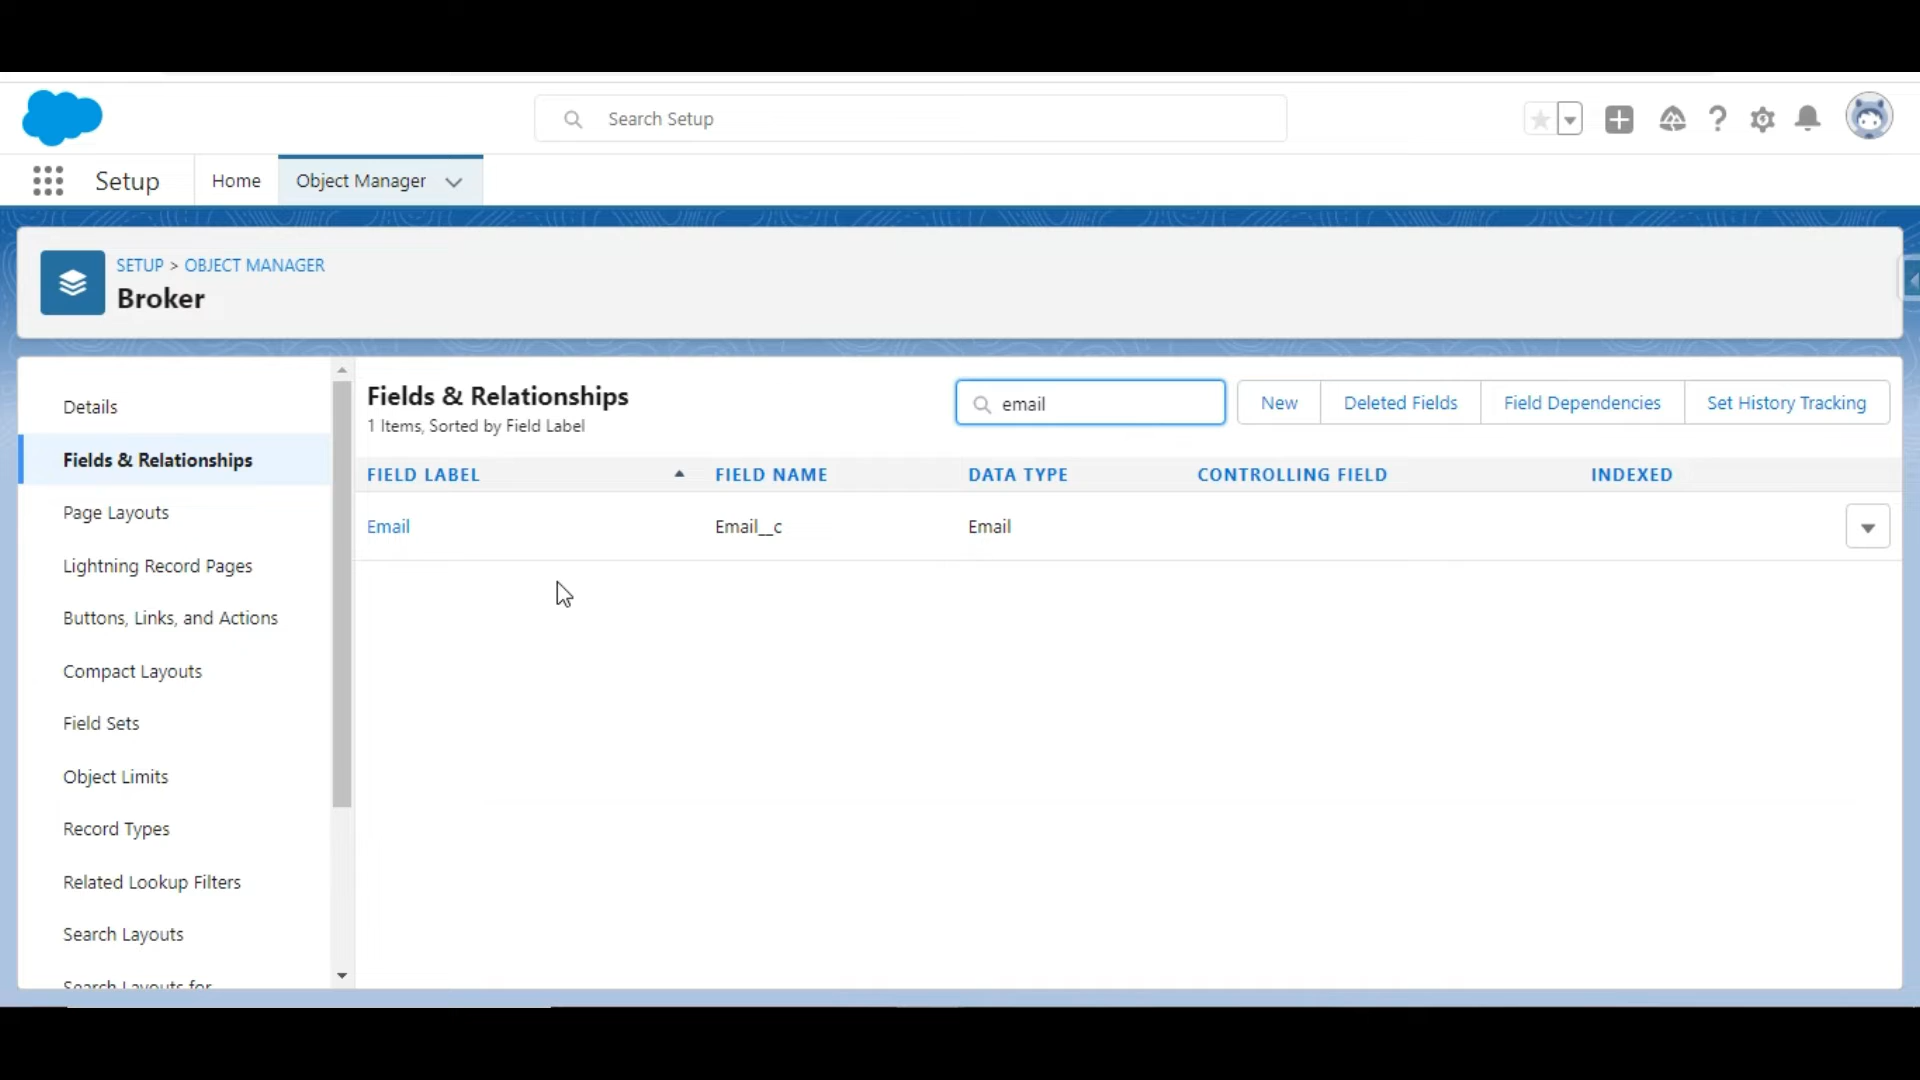 Search Setup
Setup
Home
Object Manager
SETUP > OBJECT MANAGER
Broker
Details
Fields & Relationships
Page Layouts
Lightning Record Pages
Buttons, Links, and Actions
Compact Layouts
Field Sets
Object Limits
Record Types
Related Lookup Filters
Search Layouts
Search Layouts for
Fields & Relationships
1 Items, Sorted by Field Label
email
New
Deleted Fields
Field Dependencies
Set History Tracking
FIELD LABEL FIELD NAME DATA TYPE CONTROLLING FIELD INDEXED
Email Email__c Email